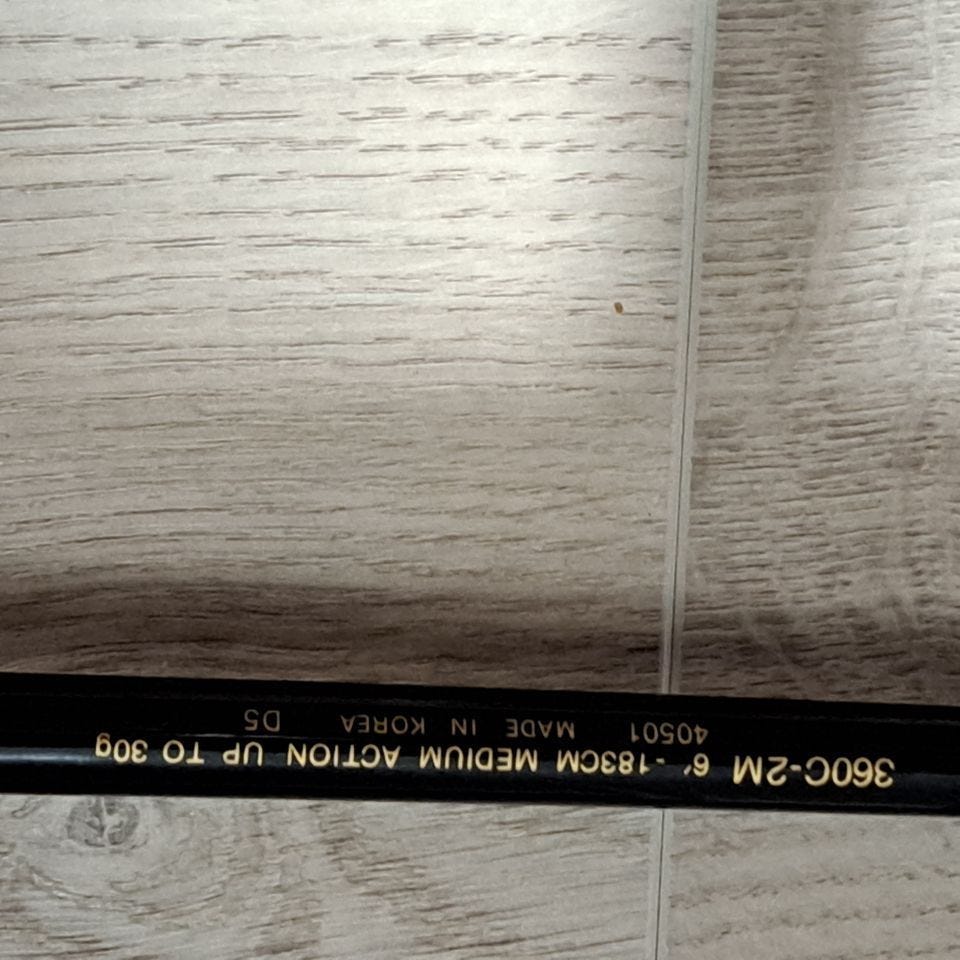 360C-2M 6' - 183CM MEDIUM ACTION UP TO 30g
40501 MADE IN KOREA D5